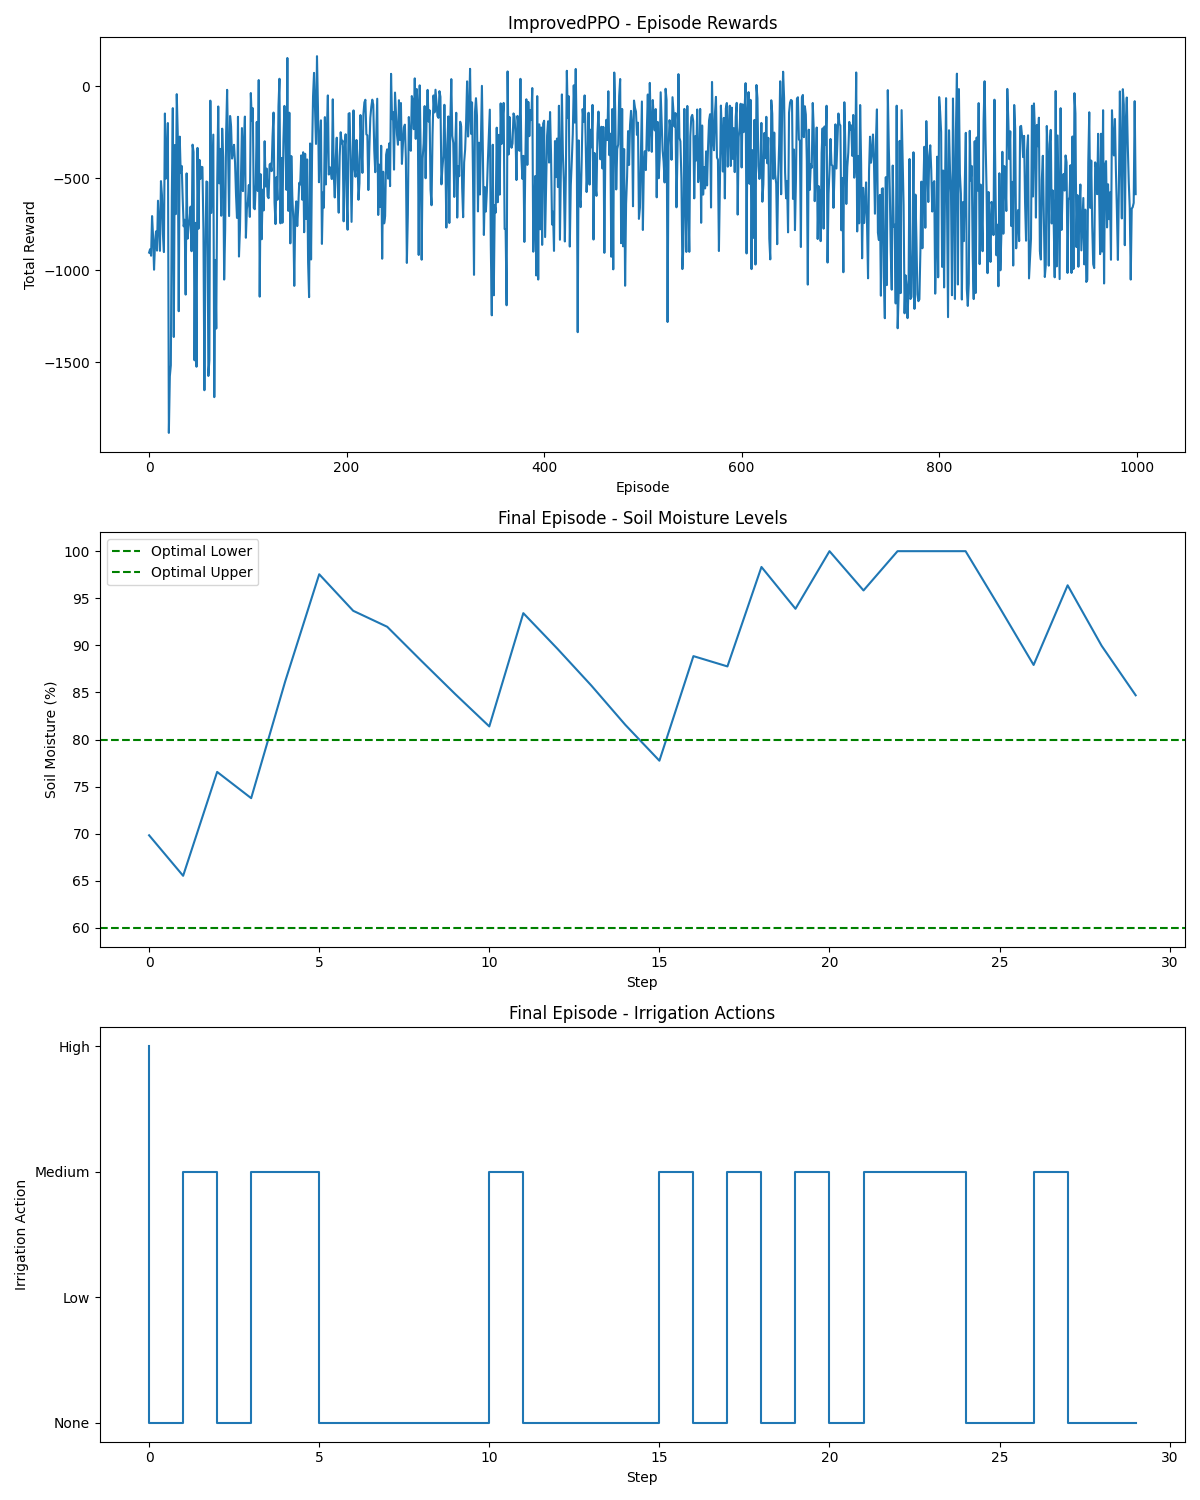 ImprovedPPO - Episode Rewards
Total Reward
0
−500
−1000
−1500
0 200 400 600 800 1000
Episode
Final Episode - Soil Moisture Levels
Optimal Lower
Optimal Upper
Soil Moisture (%)
100
95
90
85
80
75
70
65
60
0 5 10 15 20 25 30
Step
Final Episode - Irrigation Actions
Irrigation Action
High
Medium
Low
None
0 5 10 15 20 25 30
Step